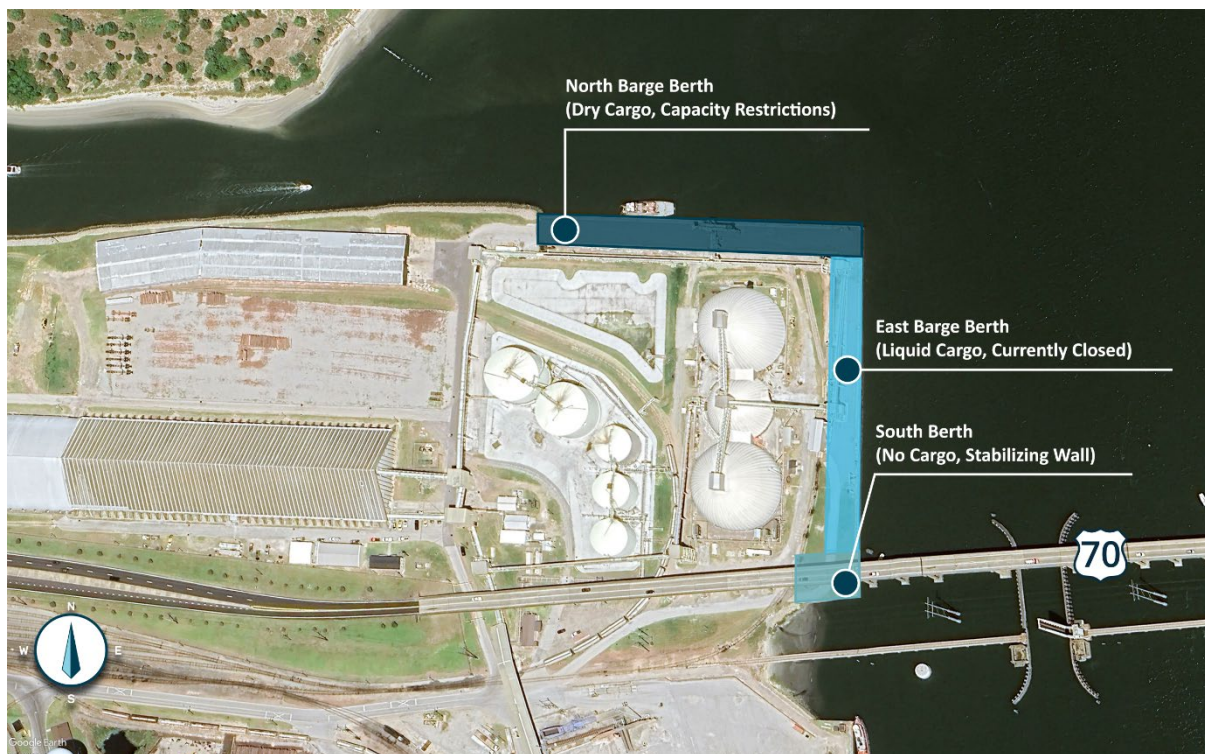 North Barge Berth
(Dry Cargo, Capacity Restrictions)
East Barge Berth
(Liquid Cargo, Currently Closed)
South Berth
(No Cargo, Stabilizing Wall)
70
N
W
E
S
Google Earth